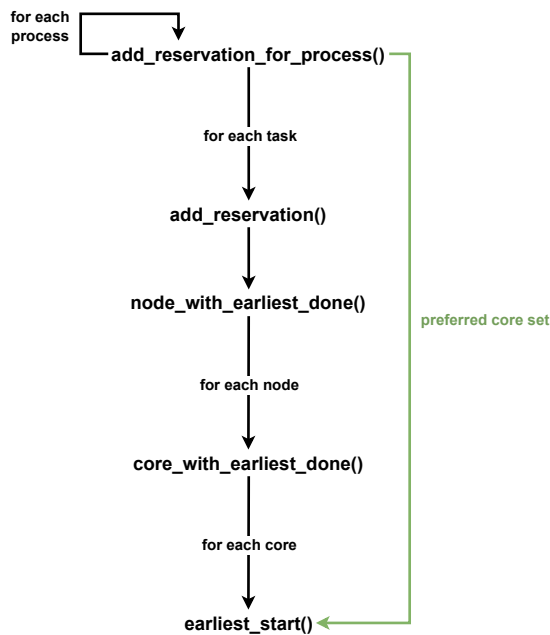 for each
process
add_reservation_for_process()
for each task
add_reservation()
node_with_earliest_done()
preferred core set
for each node
core_with_earliest_done()
for each core
earliest_start()